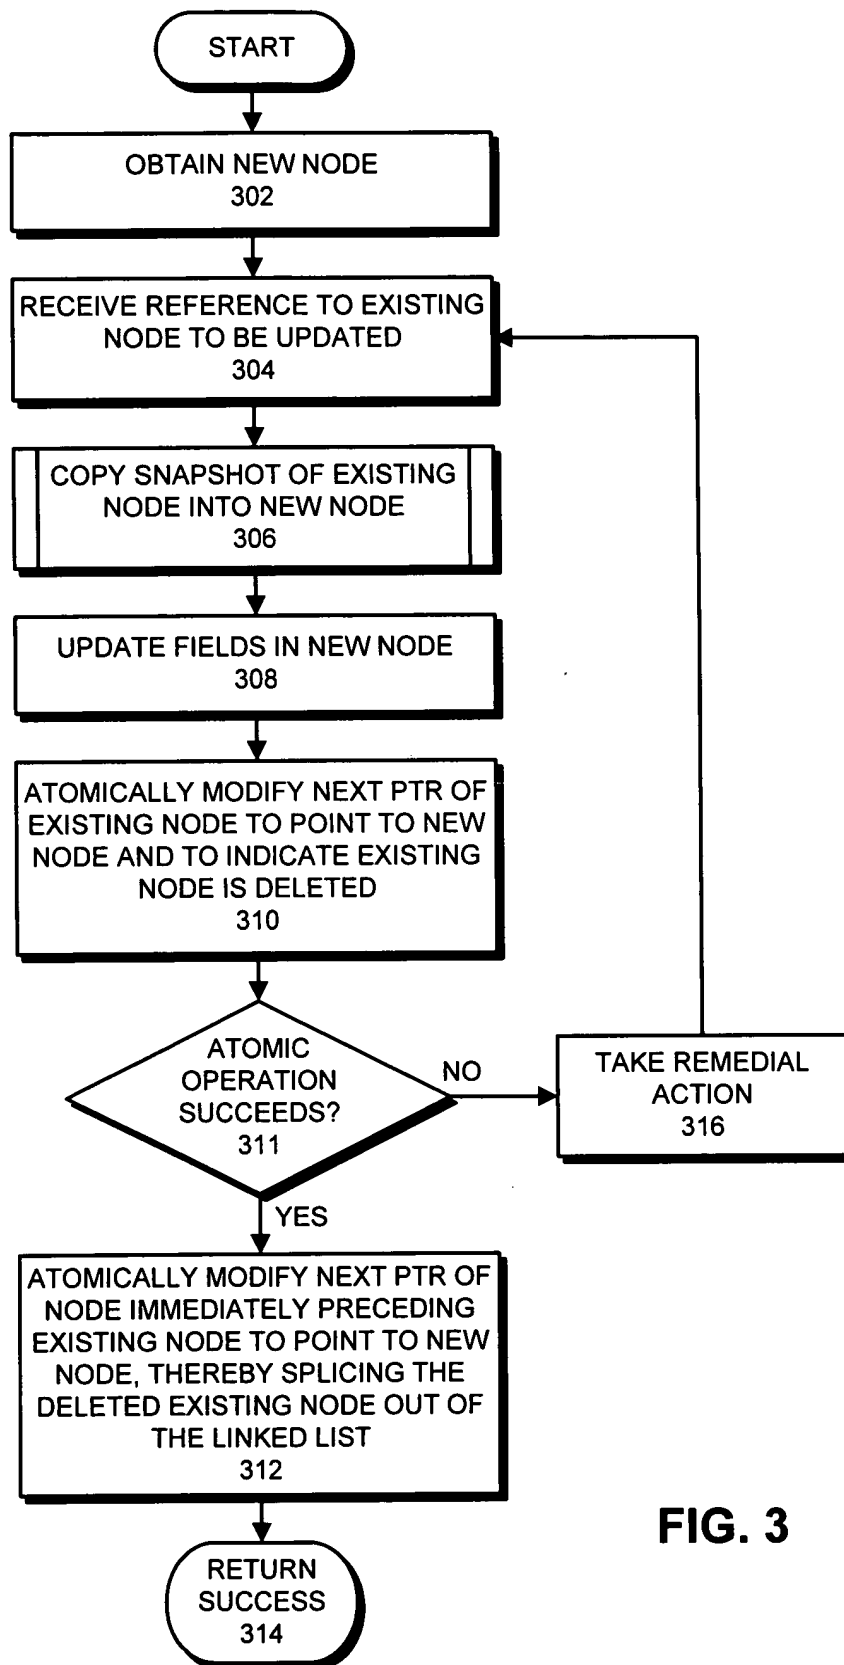 START
OBTAIN NEW NODE
302
RECEIVE REFERENCE TO EXISTING
NODE TO BE UPDATED
304
COPY SNAPSHOT OF EXISTING
NODE INTO NEW NODE
306
UPDATE FIELDS IN NEW NODE
308
ATOMICALLY MODIFY NEXT PTR OF
EXISTING NODE TO POINT TO NEW
NODE AND TO INDICATE EXISTING
NODE IS DELETED
310
ATOMIC
OPERATION
SUCCEEDS?
311
NO
TAKE REMEDIAL
ACTION
316
YES
ATOMICALLY MODIFY NEXT PTR OF
NODE IMMEDIATELY PRECEDING
EXISTING NODE TO POINT TO NEW
NODE, THEREBY SPLICING THE
DELETED EXISTING NODE OUT OF
THE LINKED LIST
312
RETURN
SUCCESS
314
FIG. 3